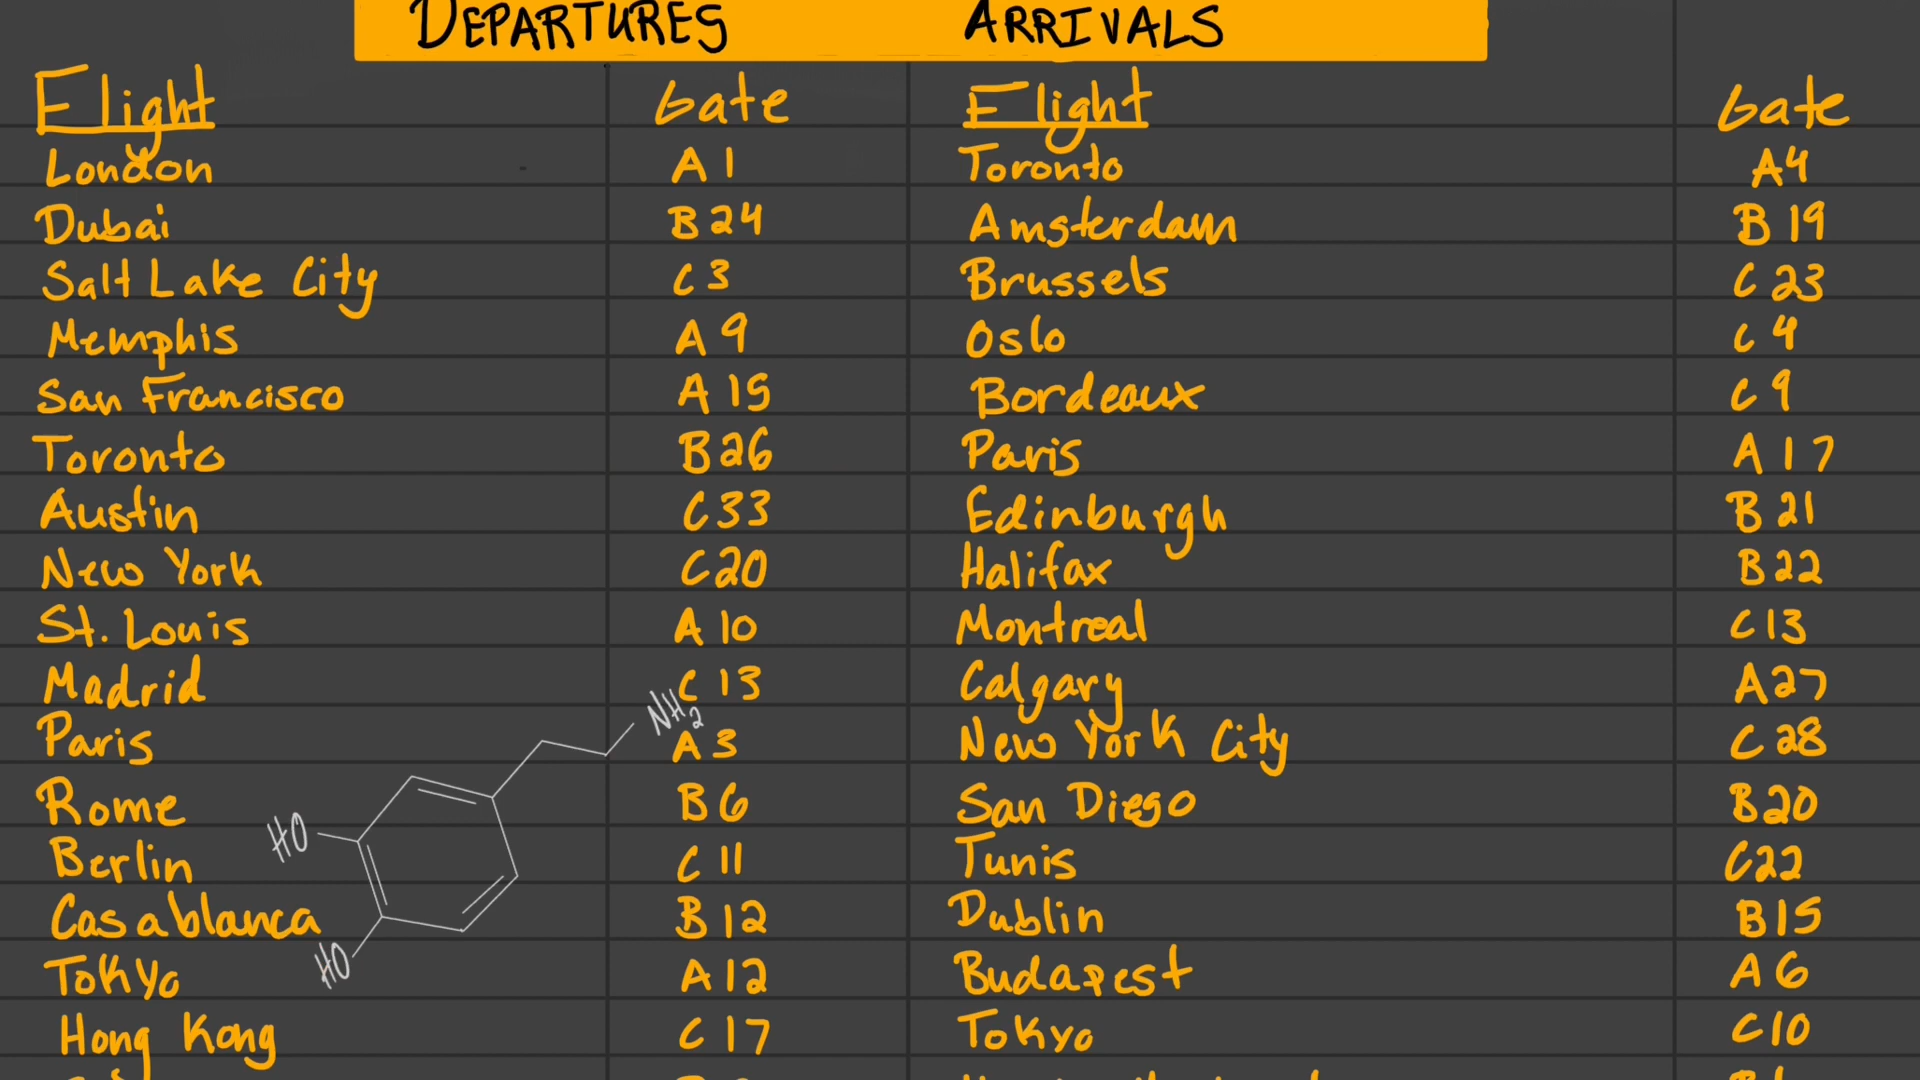 DEPARTURES ARRIVALS
Flight Gate Flight Gate
London A1 Toronto A4
Dubai B24 Amsterdam B19
Salt Lake City C3 Brussels C23
Memphis A9 Oslo C4
San Francisco A15 Bordeaux C9
Toronto B26 Paris A17
Austin C33 Edinburgh B21
New York C20 Halifax B22
St. Louis A10 Montreal C13
Madrid C13 Calgary A27
NH2
Paris A3 New York City C28
Rome B6 San Diego B20
HO
Berlin C11 Tunis C22
Casablanca B12 Dublin B15
HO
Tokyo A12 Budapest A6
Hong Kong C17 Tokyo C10